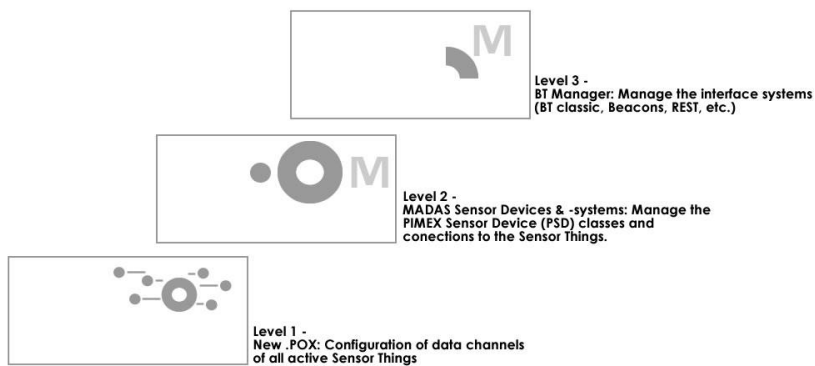 M
Level 3 -
BT Manager: Manage the interface systems
(BT classic, Beacons, REST, etc.)
M
Level 2 -
MADAS Sensor Devices & -systems: Manage the
PIMEX Sensor Device (PSD) classes and
conections to the Sensor Things.
Level 1 -
New .POX: Configuration of data channels
of all active Sensor Things